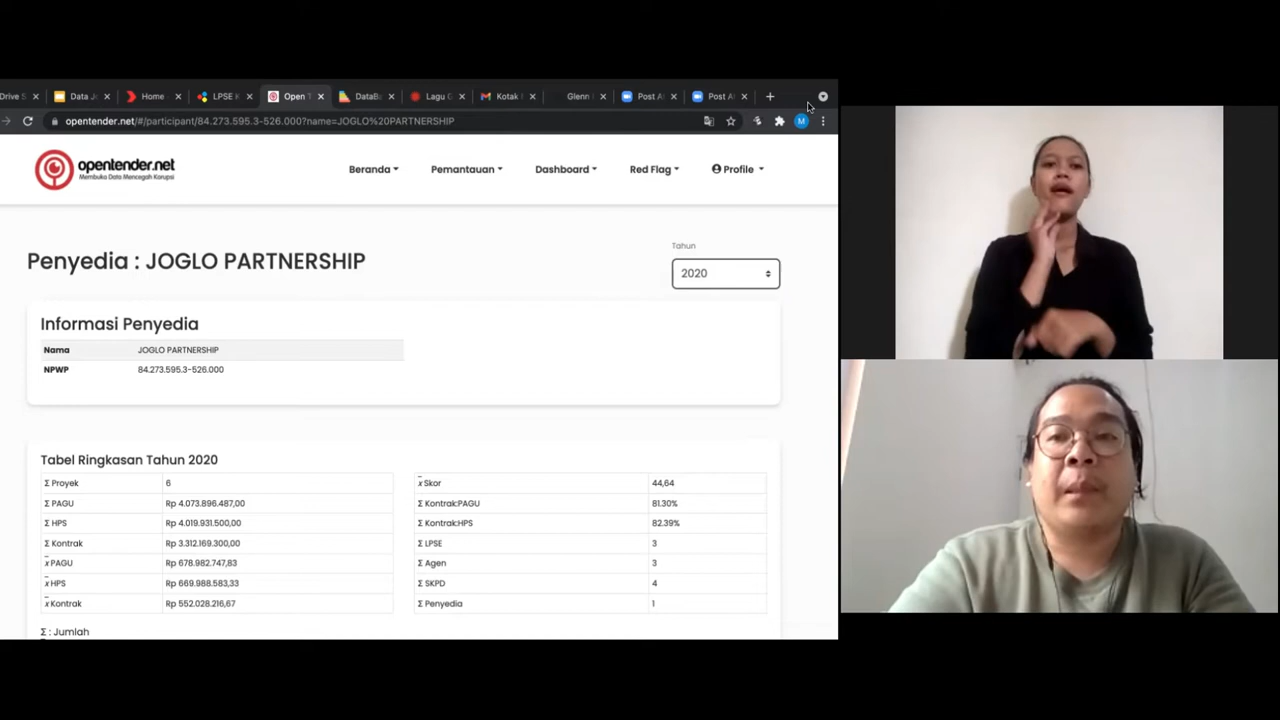 Drive S
Data J
Home
LPSE K
Open T
DataBa
Lagu G
Kotak
Glenn
Post A
Post A
opentender.net/#/participant/84.273.595.3-526.000?name=JOGLO%20PARTNERSHIP
M
opentender.net
Membuka Data Mencegah Korupsi
Beranda
Pemantauan
Dashboard
Red Flag
Profile
Penyedia : JOGLO PARTNERSHIP
Tahun
2020
Informasi Penyedia
Nama JOGLO PARTNERSHIP
NPWP 84.273.595.3-526.000
Tabel Ringkasan Tahun 2020
Σ Proyek 6
Σ PAGU Rp 4.073.896.487,00
Σ HPS Rp 4.019.931.500,00
Σ Kontrak Rp 3.312.169.300,00
x̅ PAGU Rp 678.982.747,83
x̅ HPS Rp 669.988.583,33
x̅ Kontrak Rp 552.028.216,67
x̅ Skor 44,64
Σ Kontrak:PAGU 81.30%
Σ Kontrak:HPS 82.39%
Σ LPSE 3
Σ Agen 3
Σ SKPD 4
Σ Penyedia 1
Σ : Jumlah